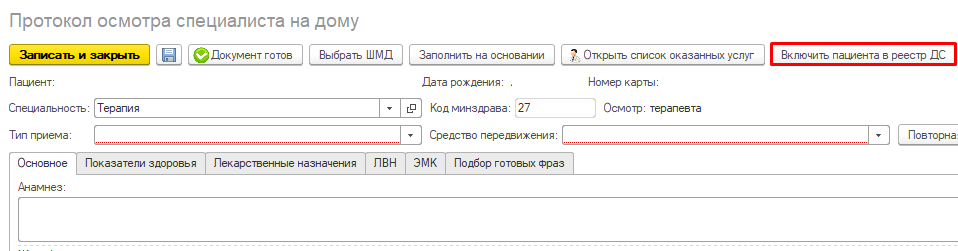 Протокол осмотра специалиста на дому
Записать и закрыть Документ готов Выбрать ШМД Заполнить на основании Открыть список оказанных услуг Включить пациента в реестр ДС
Пациент: Дата рождения: . Номер карты:
Специальность: Терапия Код минздрава: 27 Осмотр: терапевта
Тип приема: Средство передвижения: Повторная
Основное Показатели здоровья Лекарственные назначения ЛВН ЭМК Подбор готовых фраз
Анамнез: